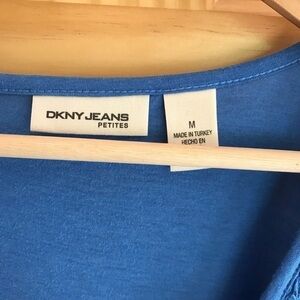 DKNY JEANS
PETITES
M
MADE IN TURKEY
HECHO EN